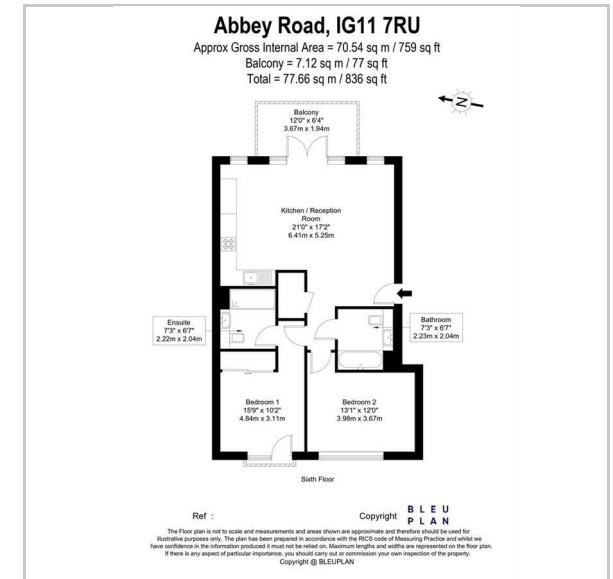 Abbey Road, IG11 7RU
Approx Gross Internal Area = 70.54 sq m / 759 sq ft
Balcony = 7.12 sq m / 77 sq ft
Total = 77.66 sq m / 836 sq ft
N
Balcony
12'0" x 6'4"
3.67m x 1.94m
Kitchen / Reception
Room
21'0" x 17'2"
6.41m x 5.25m
Ensuite
7'3" x 6'7"
2.22m x 2.04m
Bathroom
7'3" x 6'7"
2.23m x 2.04m
Bedroom 1
15'9" x 10'2"
4.84m x 3.11m
Bedroom 2
13'1" x 12'0"
3.98m x 3.67m
Sixth Floor
Ref :
Copyright
BLEU
PLAN
The Floor plan is not to scale and measurements and areas shown are approximate and therefore should be used for
illustrative purposes only. The plan has been prepared in accordance with the RICS code of Measuring Practice and whilst we
have confidence in the information produced it must not be relied on. Maximum lengths and widths are represented on the floor plan.
If there is any aspect of particular importance, you should carry out or commission your own inspection of the property.
Copyright @ BLEUPLAN